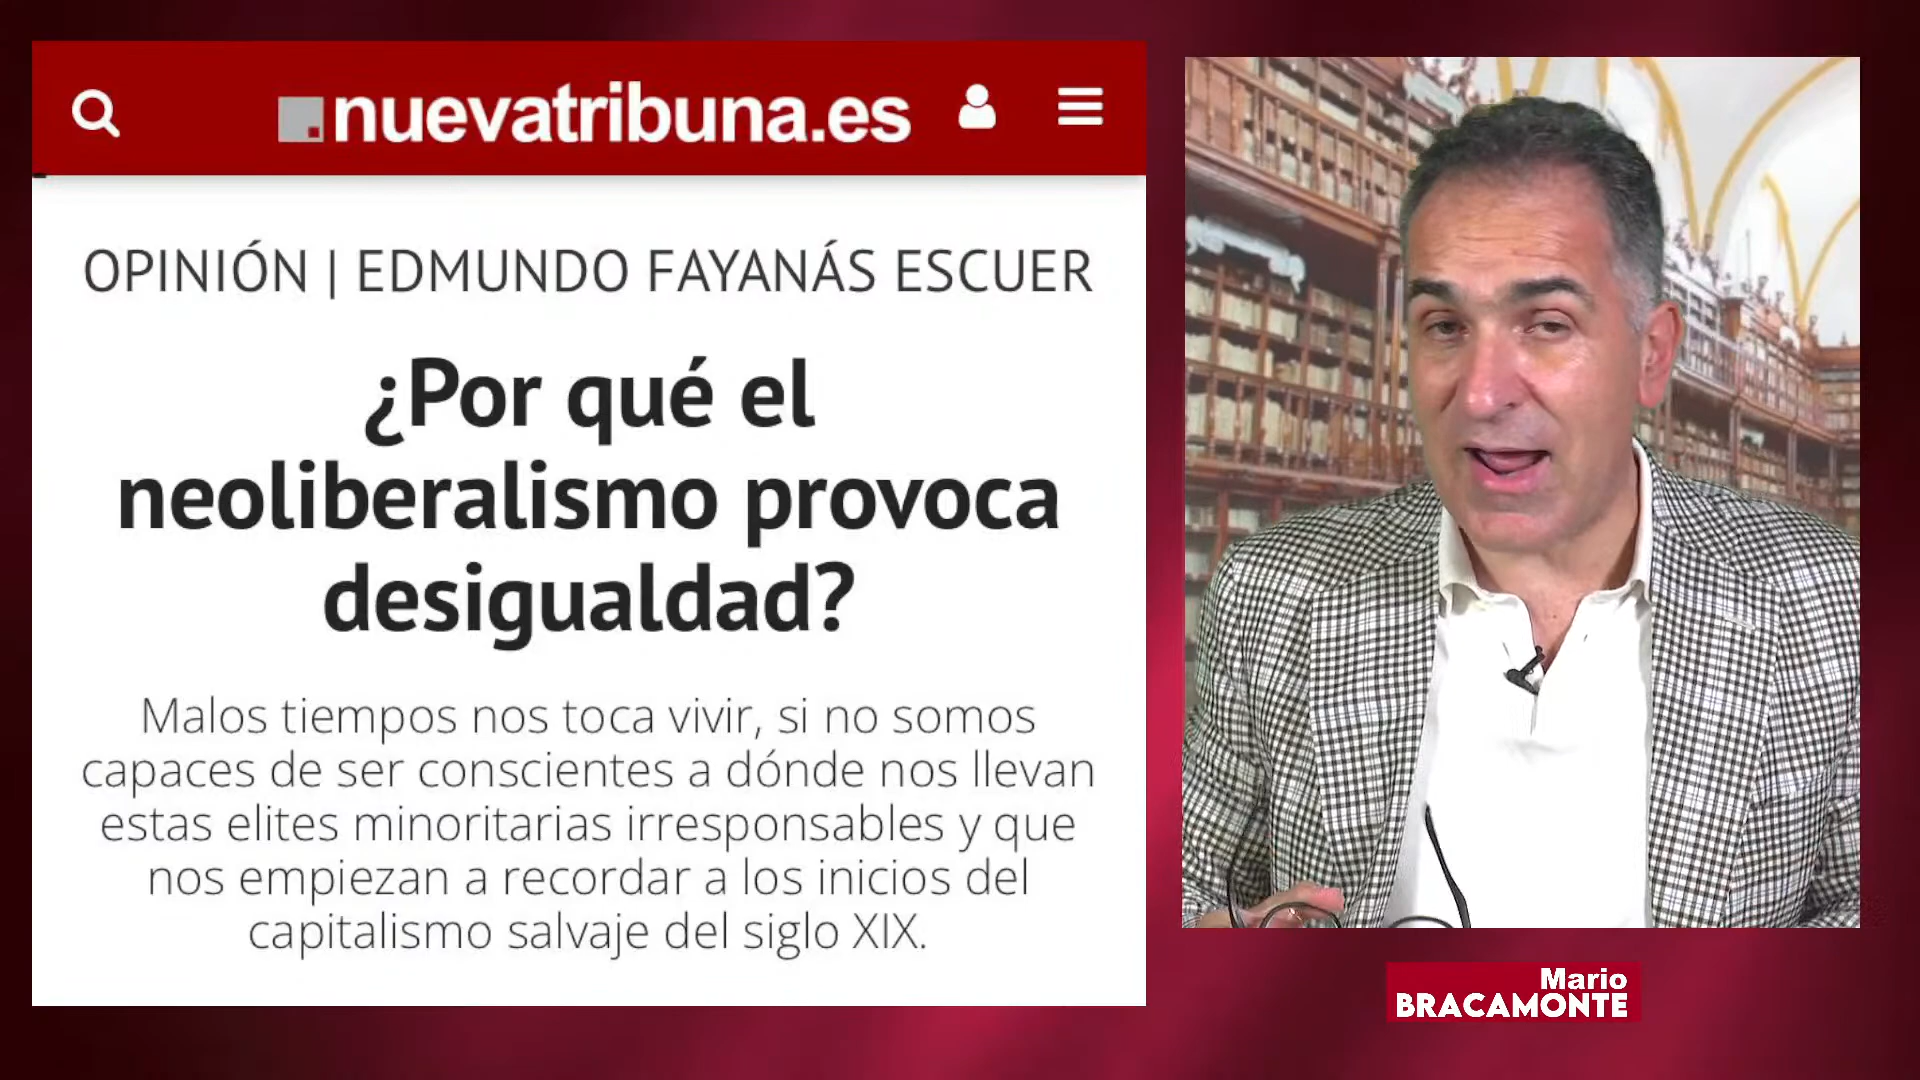 .nuevatribuna.es
OPINIÓN | EDMUNDO FAYANÁS ESCUER
¿Por qué el
neoliberalismo provoca
desigualdad?
Malos tiempos nos toca vivir, si no somos
capaces de ser conscientes a dónde nos llevan
estas elites minoritarias irresponsables y que
nos empiezan a recordar a los inicios del
capitalismo salvaje del siglo XIX.
Mario
BRACAMONTE